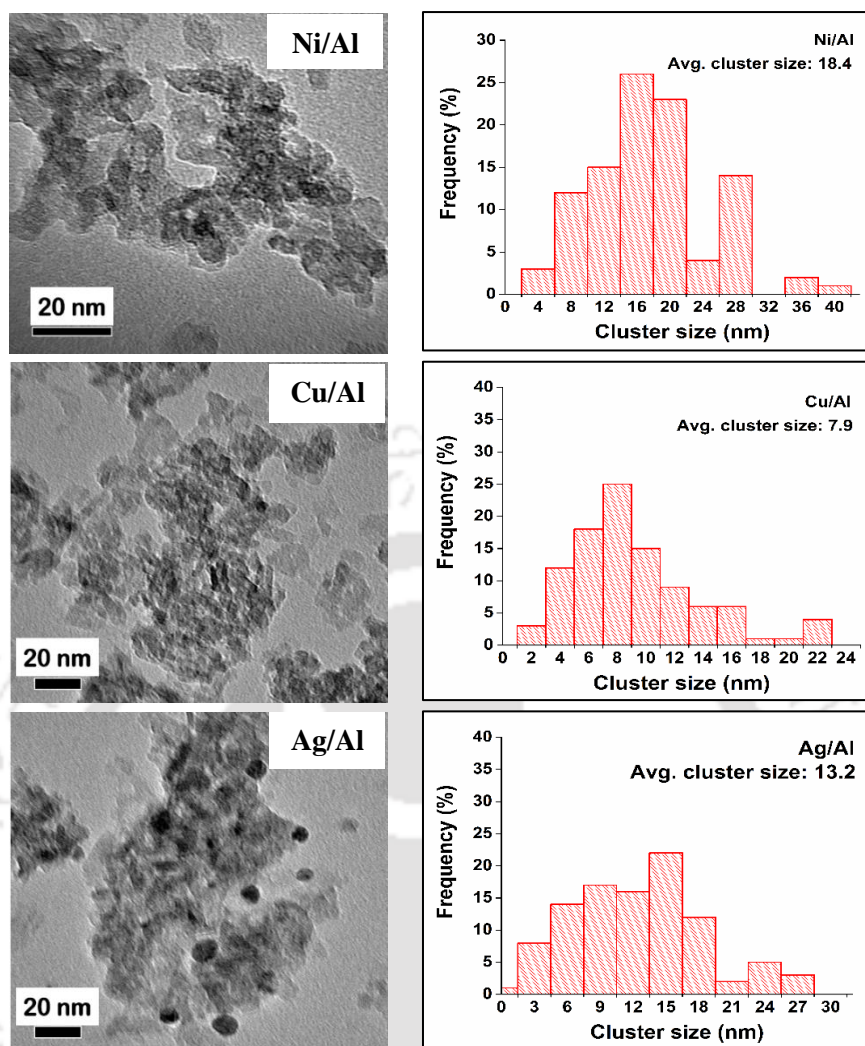 Ni/Al
20 nm
30
25
20
15
10
5
0
Frequency (%)
Ni/Al
Avg. cluster size: 18.4
0 4 8 12 16 20 24 28 32 36 40
Cluster size (nm)
Cu/Al
20 nm
40
35
30
25
20
15
10
5
0
Frequency (%)
Cu/Al
Avg. cluster size: 7.9
0 2 4 6 8 10 12 14 16 18 20 22 24
Cluster size (nm)
Ag/Al
20 nm
40
35
30
25
20
15
10
5
0
Frequency (%)
Ag/Al
Avg. cluster size: 13.2
0 3 6 9 12 15 18 21 24 27 30
Cluster size (nm)